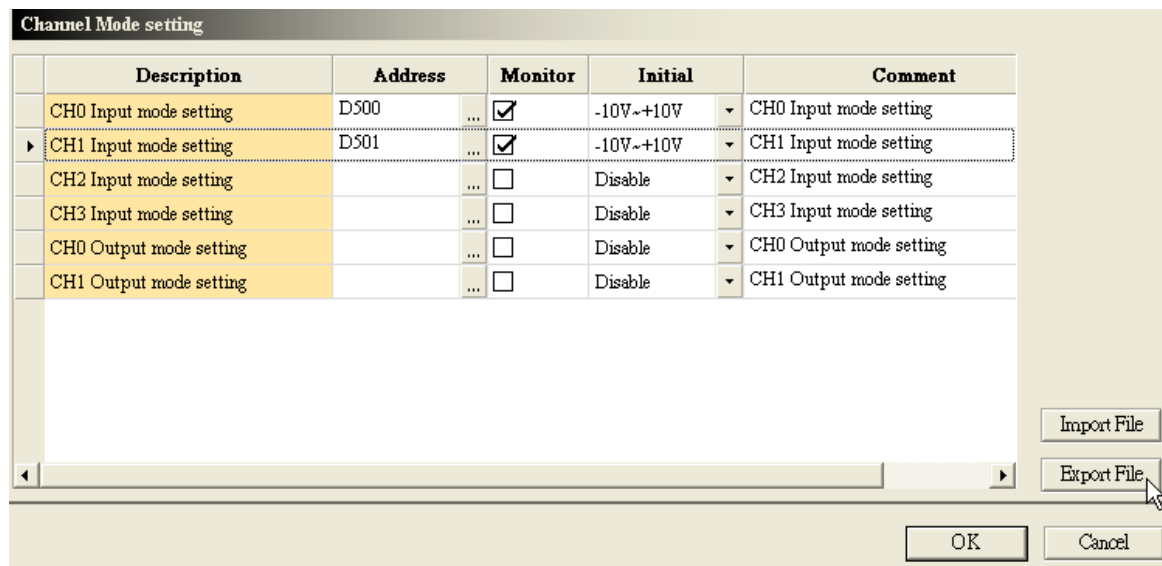 Channel Mode setting
Description Address Monitor Initial Comment
CH0 Input mode setting D500 ... -10V~+10V CH0 Input mode setting
CH1 Input mode setting D501 ... -10V~+10V CH1 Input mode setting
CH2 Input mode setting ... Disable CH2 Input mode setting
CH3 Input mode setting ... Disable CH3 Input mode setting
CH0 Output mode setting ... Disable CH0 Output mode setting
CH1 Output mode setting ... Disable CH1 Output mode setting
Import File
Export File
OK Cancel